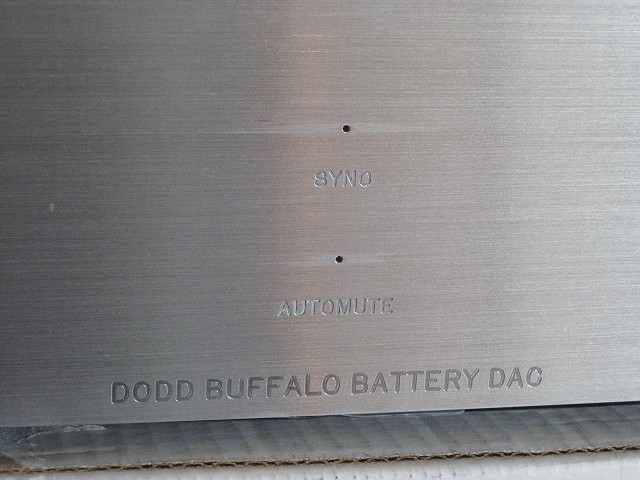 SYNC
AUTOMUTE
DODD BUFFALO BATTERY DAC